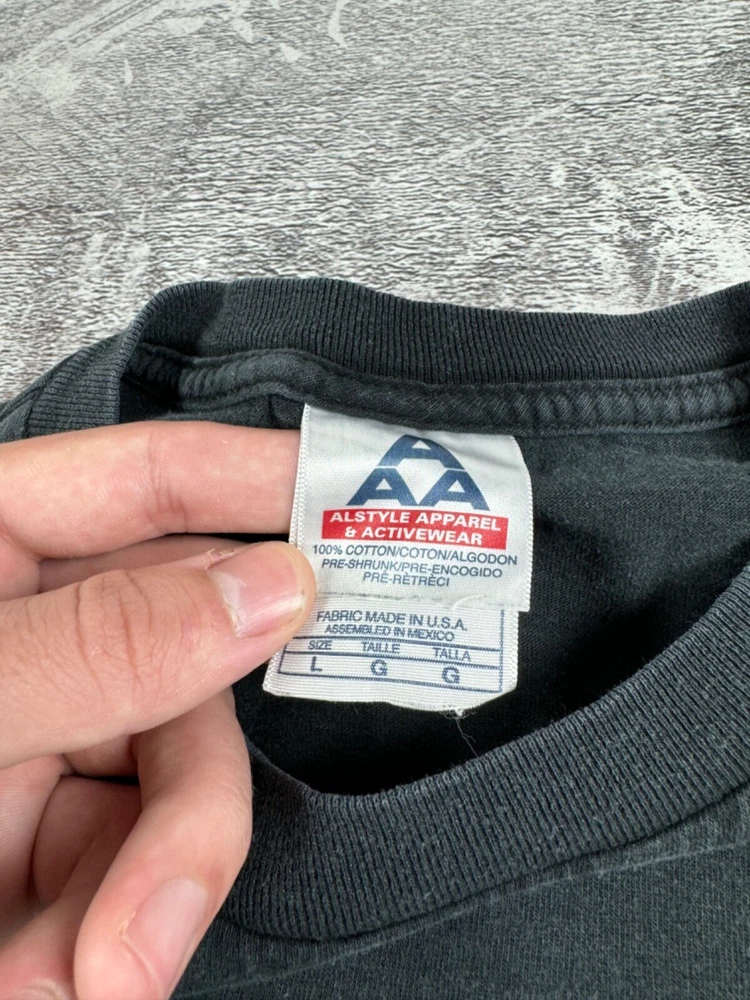 A
AA
ALSTYLE APPAREL
& ACTIVEWEAR
100% COTTON/COTON/ALGODON
PRE-SHRUNK/PRE-ENCOGIDO
PRÉ-RÉTRÉCI
FABRIC MADE IN U.S.A.
ASSEMBLED IN MEXICO
SIZE TAILLE TALLA
L G G